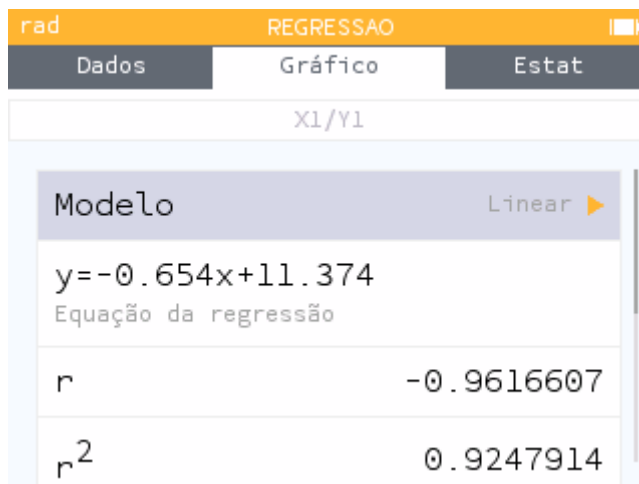 rad REGRESSAO
Dados Gráfico Estat
X1/Y1
Modelo Linear
y=-0.654x+11.374
Equação da regressão
r -0.9616607
r² 0.9247914